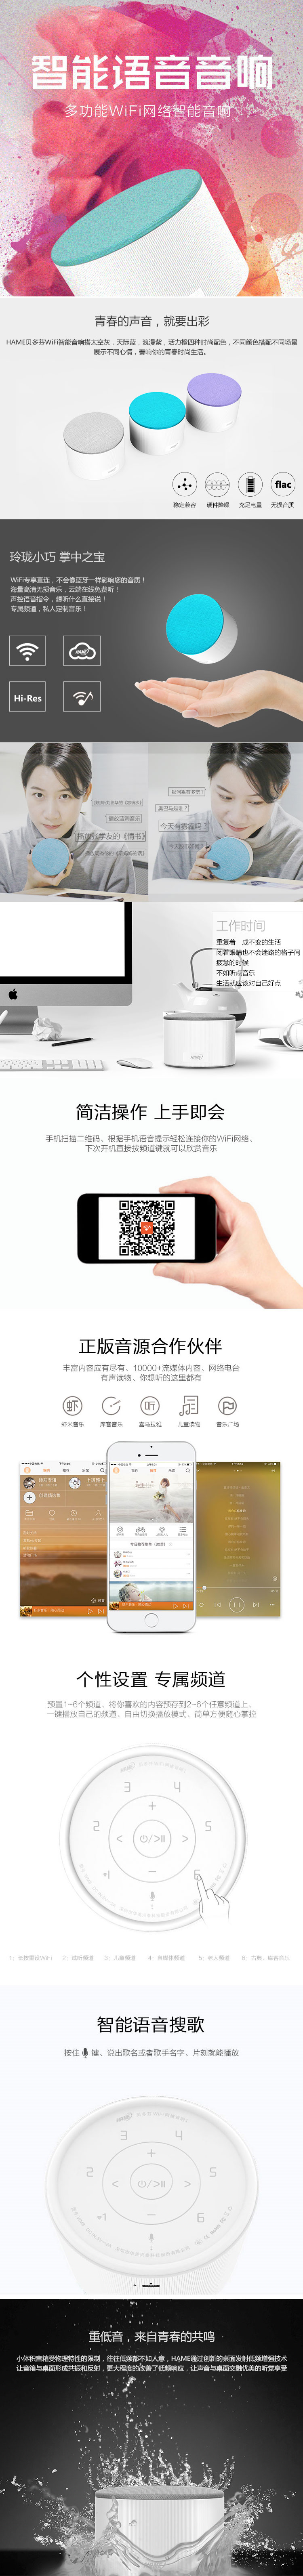 智能语音音响
多功能WiFi网络智能音响
青春的声音，就要出彩
HAME贝多芬WiFi智能音响搭太空灰，天际蓝，浪漫紫，活力橙四种时尚配色，不同颜色搭配不同场景
展示不同心情，奏响你的青春时尚生活。
flac
稳定兼容
硬件降噪
充足电量
无损音质
玲珑小巧 掌中之宝
WiFi专享直连，不会像蓝牙一样影响您的音质！
海量高清无损音乐，云端在线免费听！
声控语音指令，想听什么直接说！
专属频道，私人定制音乐！
Hi-Res
工作时间
重复着一成不变的生活
闭着眼睛也不会迷路的格子间
疲惫的时候
不如听点音乐
生活就应该对自己好点
简洁操作 上手即会
手机扫描二维码、根据手机语音提示轻松连接你的WiFi网络、
下次开机直接按频道键就可以欣赏音乐
正版音源合作伙伴
丰富内容应有尽有、10000+流媒体内容、网络电台
有声读物、你想听的这里都有
虾米音乐
库客音乐
喜马拉雅
儿童读物
音乐广场
个性设置 专属频道
预置1~6个频道、将你喜欢的内容预存到2~6个任意频道上、
一键播放自己的频道、自由切换播放模式、简单方便随心掌控
3
4
2
5
1
6
1：长按重设WiFi
2：试听频道
3：儿童频道
4：自媒体频道
5：老人频道
6：古典、库客音乐
智能语音搜歌
按住 键、说出歌名或者歌手名字、片刻就能播放
3
4
2
5
1
6
重低音，来自青春的共鸣
小体积音箱受物理特性的限制，往往低频都不如人意，HAME通过创新的桌面发射低频增强技术
让音箱与桌面形成共振和反射，更大程度的改善了低频响应，让声音与桌面交融优美的听觉享受